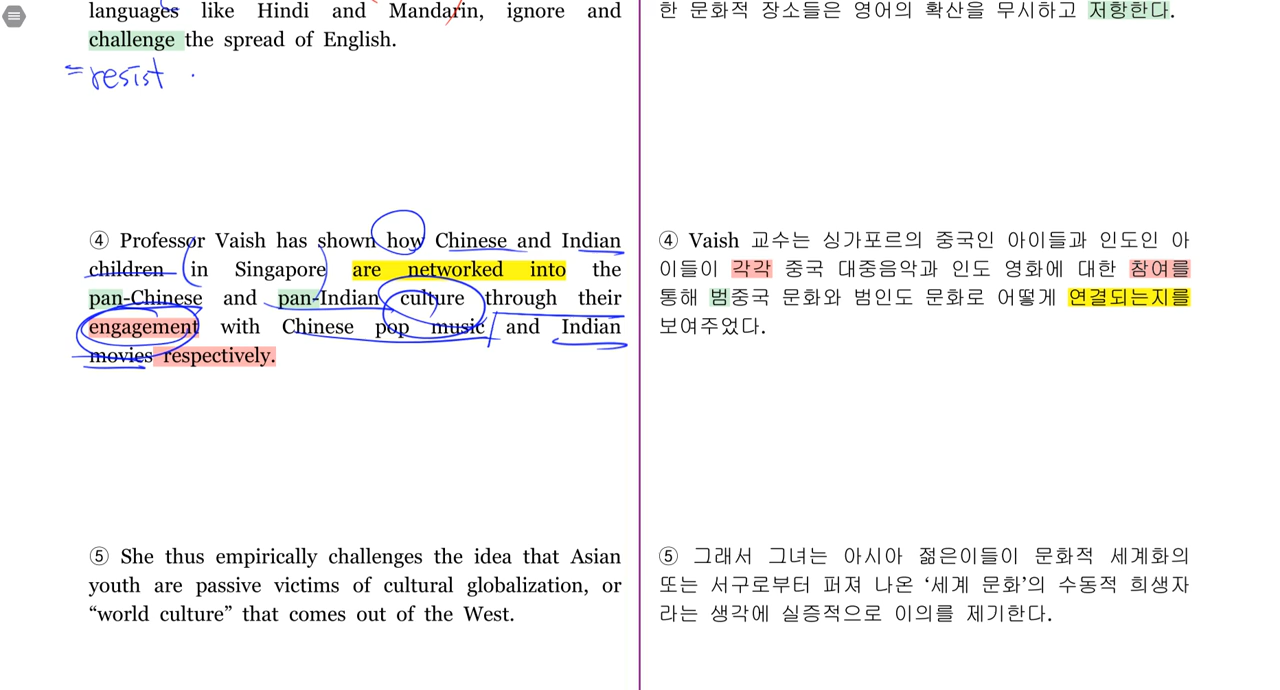 languages like Hindi and Mandarin, ignore and
challenge the spread of English.
=resist
④ Professor Vaish has shown how Chinese and Indian
children in Singapore are networked into the
pan-Chinese and pan-Indian culture through their
engagement with Chinese pop music and Indian
movies respectively.
⑤ She thus empirically challenges the idea that Asian
youth are passive victims of cultural globalization, or
“world culture” that comes out of the West.
한 문화적 장소들은 영어의 확산을 무시하고 저항한다.
④ Vaish 교수는 싱가포르의 중국인 아이들과 인도인 아
이들이 각각 중국 대중음악과 인도 영화에 대한 참여를
통해 범중국 문화와 범인도 문화로 어떻게 연결되는지를
보여주었다.
⑤ 그래서 그녀는 아시아 젊은이들이 문화적 세계화의
또는 서구로부터 퍼져 나온 ‘세계 문화’의 수동적 희생자
라는 생각에 실증적으로 이의를 제기한다.